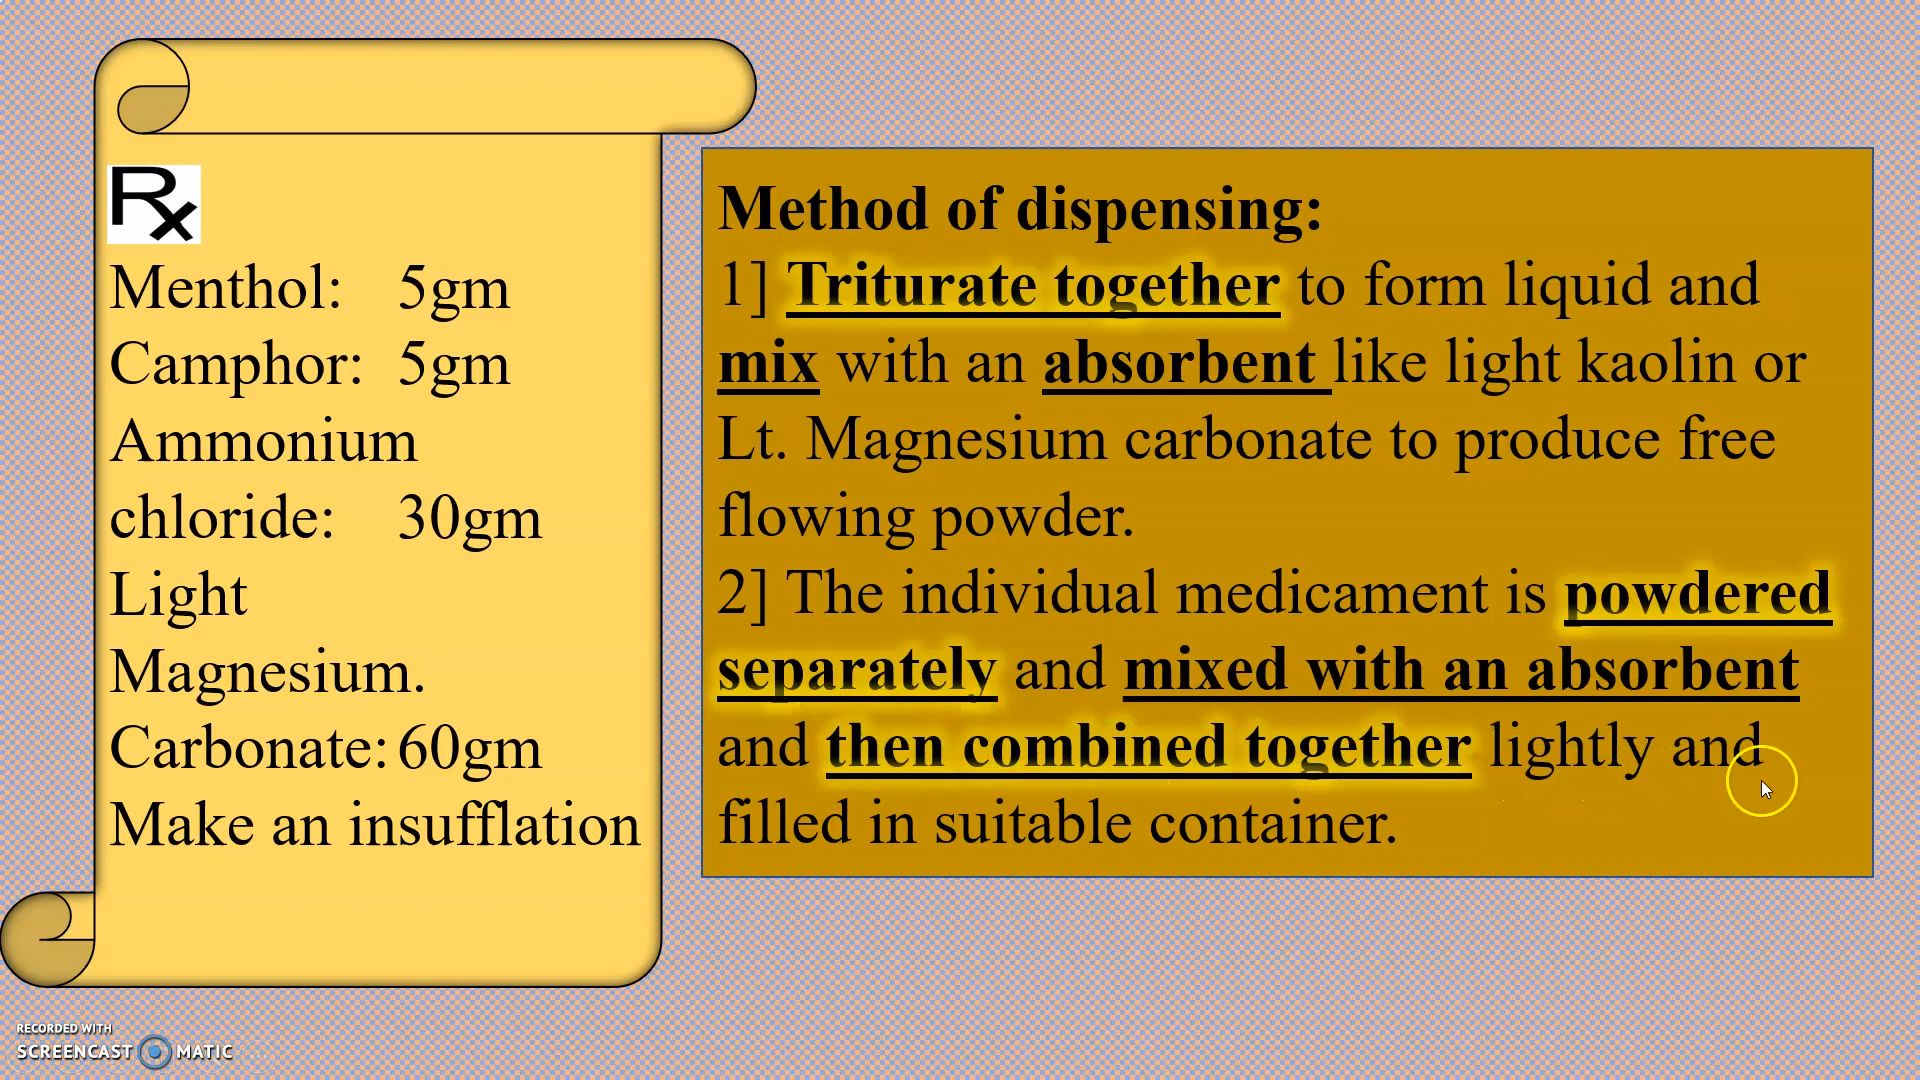 Rx
Menthol: 5gm
Camphor: 5gm
Ammonium
chloride: 30gm
Light
Magnesium.
Carbonate: 60gm
Make an insufflation
Method of dispensing:
1] Triturate together to form liquid and
mix with an absorbent like light kaolin or
Lt. Magnesium carbonate to produce free
flowing powder.
2] The individual medicament is powdered
separately and mixed with an absorbent
and then combined together lightly and
filled in suitable container.
RECORDED WITH
SCREENCAST MATIC